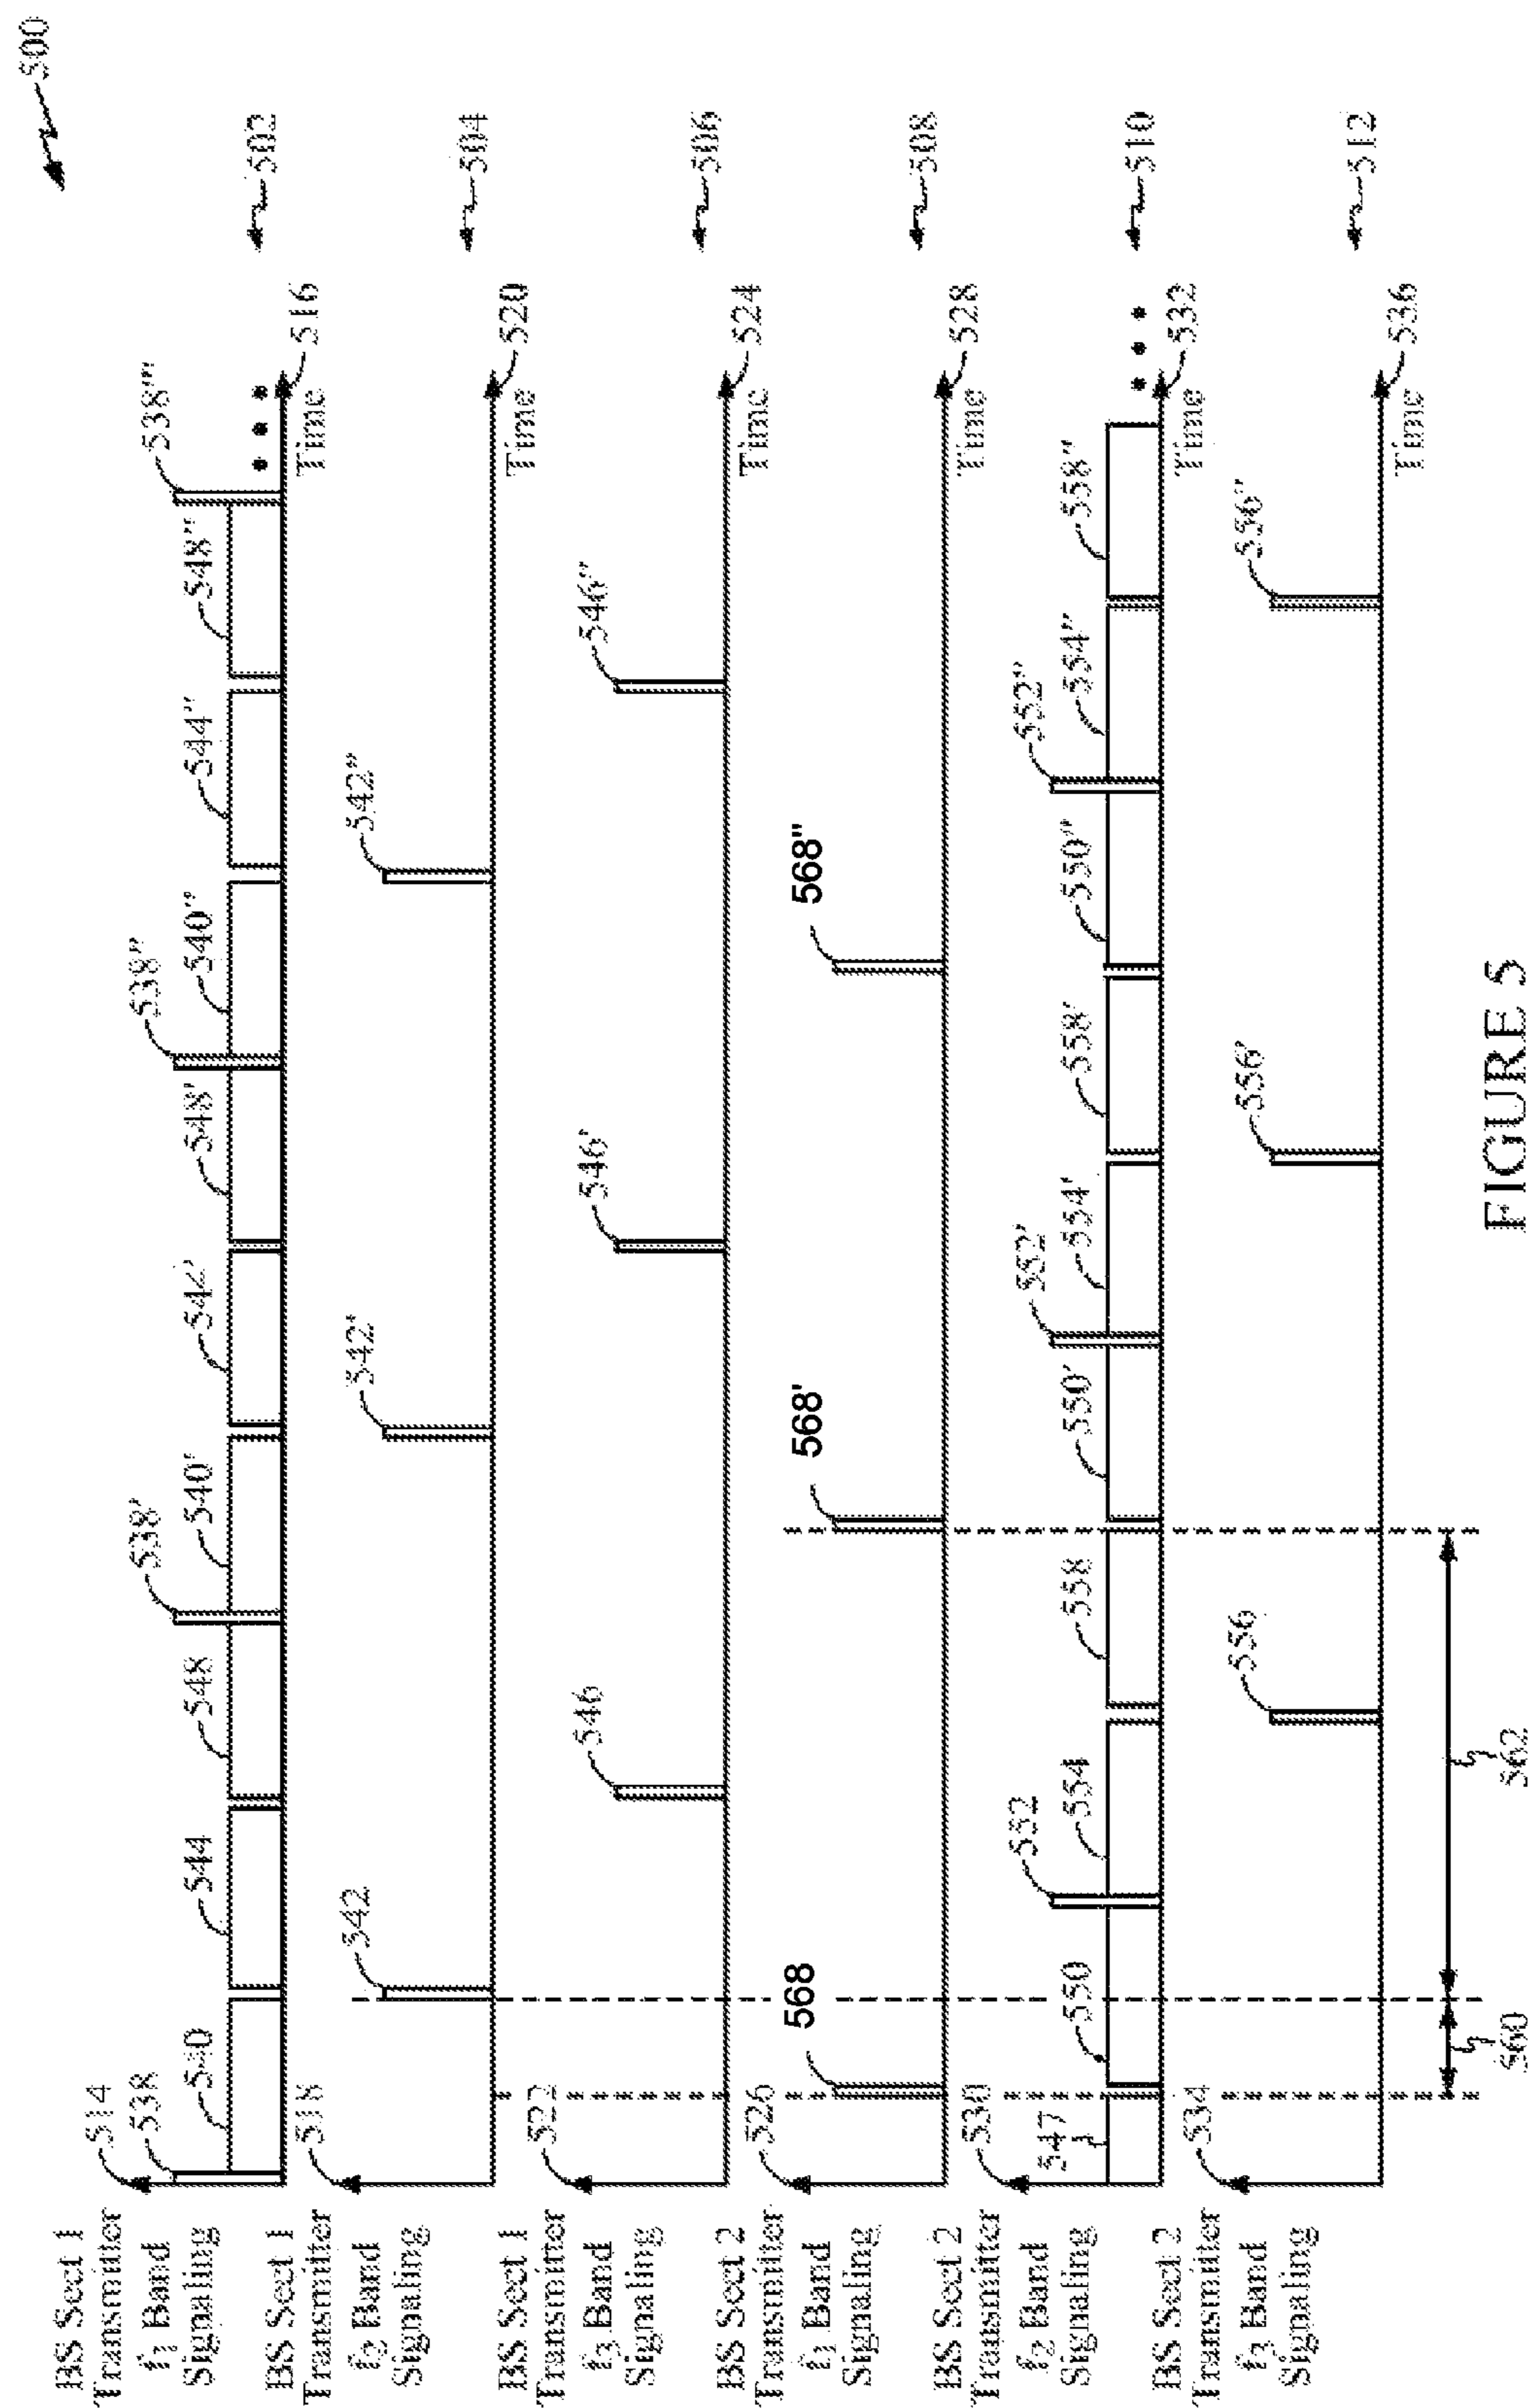 500
BS Sect 1
Transmitter
f1 Band
Signaling
514
538
540
544
548
538'
540'
542'
548'
538"
540"
544"
548"
538'"
Time
516
502
BS Sect 1
Transmitter
f2 Band
Signaling
518
542
542'
542"
Time
520
504
BS Sect 1
Transmitter
f3 Band
Signaling
522
546
546'
546"
Time
524
506
BS Sect 2
Transmitter
f1 Band
Signaling
526
568
568'
568"
Time
528
508
BS Sect 2
Transmitter
f2 Band
Signaling
530
547
550
552
554
558
550'
552'
554'
558'
550"
552"
554"
558"
Time
532
510
BS Sect 2
Transmitter
f3 Band
Signaling
534
556
556'
556"
Time
536
512
560
562
FIGURE 5